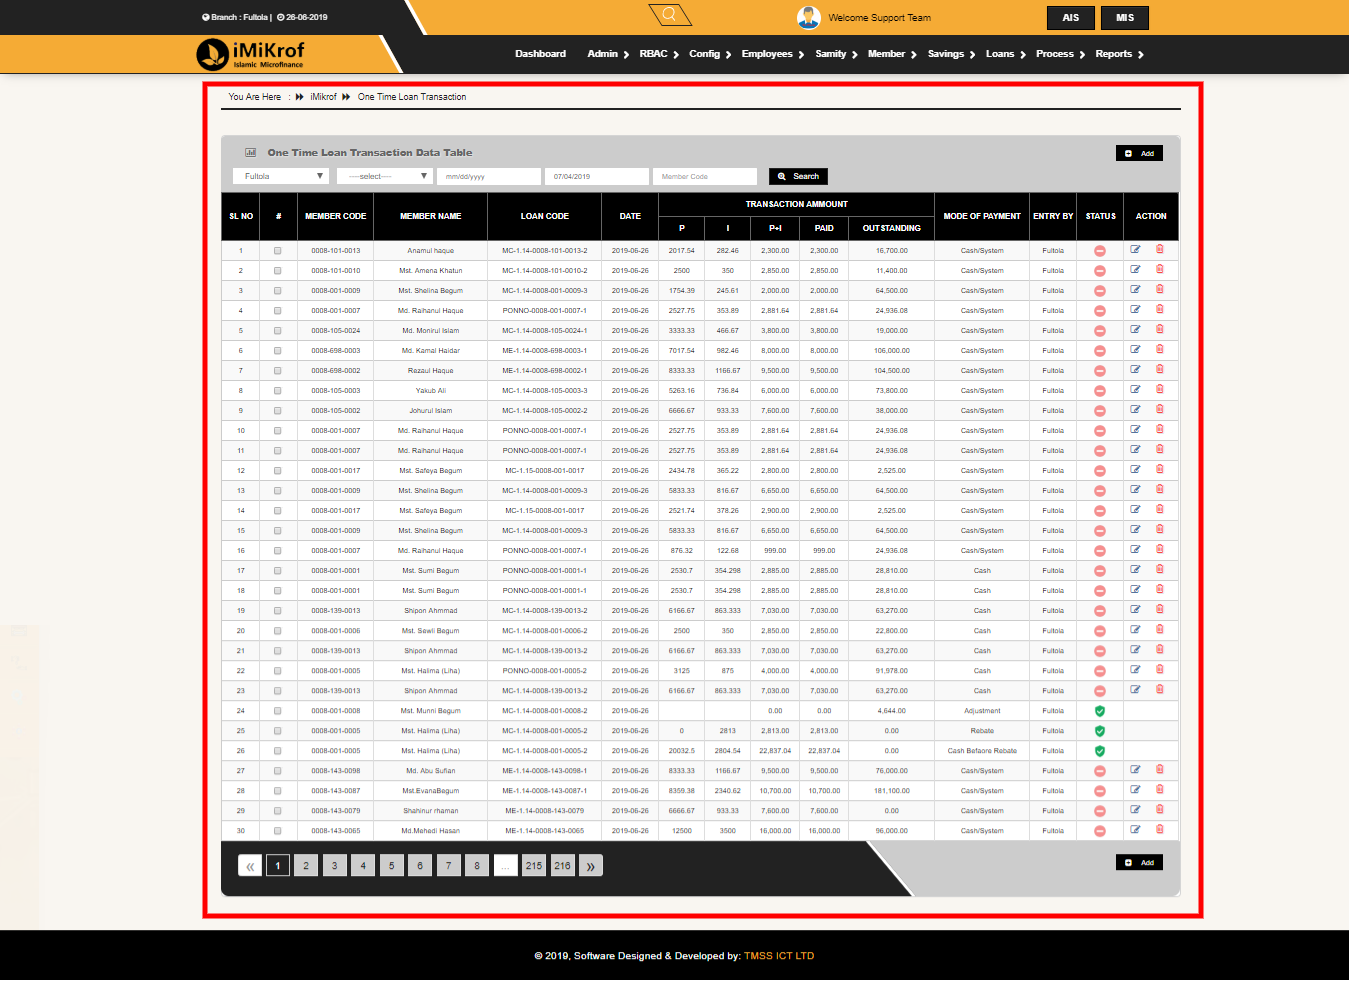 Branch : Fultola | 26-06-2019
Welcome Support Team
AIS MIS
iMiKrof
Islamic Microfinance
Dashboard Admin RBAC Config Employees Samity Member Savings Loans Process Reports
You Are Here : iMikrof One Time Loan Transaction
One Time Loan Transaction Data Table
Add
Fultola ----select---- mm/dd/yyyy 07/04/2019 Member Code Search
SL NO # MEMBER CODE MEMBER NAME LOAN CODE DATE TRANSACTION AMMOUNT MODE OF PAYMENT ENTRY BY STATUS ACTION
P I P+I PAID OUTSTANDING
1 0008-101-0013 Anamul haque MC-1.14-0008-101-0013-2 2019-06-26 2017.54 282.46 2,300.00 2,300.00 16,700.00 Cash/System Fultola
2 0008-101-0010 Mst. Amena Khatun MC-1.14-0008-101-0010-2 2019-06-26 2500 350 2,850.00 2,850.00 11,400.00 Cash/System Fultola
3 0008-001-0009 Mst. Shelina Begum MC-1.14-0008-001-0009-3 2019-06-26 1754.39 245.61 2,000.00 2,000.00 64,500.00 Cash/System Fultola
4 0008-001-0007 Md. Raihanul Haque PONNO-0008-001-0007-1 2019-06-26 2527.75 353.89 2,881.64 2,881.64 24,936.08 Cash/System Fultola
5 0008-105-0024 Md. Monirul Islam MC-1.14-0008-105-0024-1 2019-06-26 3333.33 466.67 3,800.00 3,800.00 19,000.00 Cash/System Fultola
6 0008-698-0003 Md. Kamal Haldar ME-1.14-0008-698-0003-1 2019-06-26 7017.54 982.46 8,000.00 8,000.00 106,000.00 Cash/System Fultola
7 0008-698-0002 Rezaul Haque ME-1.14-0008-698-0002-1 2019-06-26 8333.33 1166.67 9,500.00 9,500.00 104,500.00 Cash/System Fultola
8 0008-105-0003 Yakub Ali MC-1.14-0008-105-0003-3 2019-06-26 5263.16 736.84 6,000.00 6,000.00 73,800.00 Cash/System Fultola
9 0008-105-0002 Johurul Islam MC-1.14-0008-105-0002-2 2019-06-26 6666.67 933.33 7,600.00 7,600.00 38,000.00 Cash/System Fultola
10 0008-001-0007 Md. Raihanul Haque PONNO-0008-001-0007-1 2019-06-26 2527.75 353.89 2,881.64 2,881.64 24,936.08 Cash/System Fultola
11 0008-001-0007 Md. Raihanul Haque PONNO-0008-001-0007-1 2019-06-26 2527.75 353.89 2,881.64 2,881.64 24,936.08 Cash/System Fultola
12 0008-001-0017 Mst. Safeya Begum MC-1.15-0008-001-0017 2019-06-26 2434.78 365.22 2,800.00 2,800.00 2,525.00 Cash/System Fultola
13 0008-001-0009 Mst. Shelina Begum MC-1.14-0008-001-0009-3 2019-06-26 5833.33 816.67 6,650.00 6,650.00 64,500.00 Cash/System Fultola
14 0008-001-0017 Mst. Safeya Begum MC-1.15-0008-001-0017 2019-06-26 2521.74 378.26 2,900.00 2,900.00 2,525.00 Cash/System Fultola
15 0008-001-0009 Mst. Shelina Begum MC-1.14-0008-001-0009-3 2019-06-26 5833.33 816.67 6,650.00 6,650.00 64,500.00 Cash/System Fultola
16 0008-001-0007 Md. Raihanul Haque PONNO-0008-001-0007-1 2019-06-26 876.32 122.68 999.00 999.00 24,936.08 Cash/System Fultola
17 0008-001-0001 Mst. Sumi Begum PONNO-0008-001-0001-1 2019-06-26 2530.7 354.298 2,885.00 2,885.00 28,810.00 Cash Fultola
18 0008-001-0001 Mst. Sumi Begum PONNO-0008-001-0001-1 2019-06-26 2530.7 354.298 2,885.00 2,885.00 28,810.00 Cash Fultola
19 0008-139-0013 Shipon Ahmmad MC-1.14-0008-139-0013-2 2019-06-26 6166.67 863.333 7,030.00 7,030.00 63,270.00 Cash Fultola
20 0008-001-0006 Mst. Sewli Begum MC-1.14-0008-001-0006-2 2019-06-26 2500 350 2,850.00 2,850.00 22,800.00 Cash Fultola
21 0008-139-0013 Shipon Ahmmad MC-1.14-0008-139-0013-2 2019-06-26 6166.67 863.333 7,030.00 7,030.00 63,270.00 Cash Fultola
22 0008-001-0005 Mst. Halima (Liha) PONNO-0008-001-0005-2 2019-06-26 3125 875 4,000.00 4,000.00 91,978.00 Cash Fultola
23 0008-139-0013 Shipon Ahmmad MC-1.14-0008-139-0013-2 2019-06-26 6166.67 863.333 7,030.00 7,030.00 63,270.00 Cash Fultola
24 0008-001-0008 Mst. Munni Begum MC-1.14-0008-001-0008-2 2019-06-26 0.00 0.00 4,644.00 Adjustment Fultola
25 0008-001-0005 Mst. Halima (Liha) MC-1.14-0008-001-0005-2 2019-06-26 0 2813 2,813.00 2,813.00 0.00 Rebate Fultola
26 0008-001-0005 Mst. Halima (Liha) MC-1.14-0008-001-0005-2 2019-06-26 20032.5 2804.54 22,837.04 22,837.04 0.00 Cash Befaore Rebate Fultola
27 0008-143-0098 Md. Abu Sufian ME-1.14-0008-143-0098-1 2019-06-26 8333.33 1166.67 9,500.00 9,500.00 76,000.00 Cash/System Fultola
28 0008-143-0087 Mst.EvanaBegum ME-1.14-0008-143-0087-1 2019-06-26 8359.38 2340.62 10,700.00 10,700.00 181,100.00 Cash/System Fultola
29 0008-143-0079 Shahinur rhaman ME-1.14-0008-143-0079 2019-06-26 6666.67 933.33 7,600.00 7,600.00 0.00 Cash/System Fultola
30 0008-143-0065 Md.Mehedi Hasan ME-1.14-0008-143-0065 2019-06-26 12500 3500 16,000.00 16,000.00 96,000.00 Cash/System Fultola
« 1 2 3 4 5 6 7 8 ... 215 216 »
Add
© 2019, Software Designed & Developed by: TMSS ICT LTD